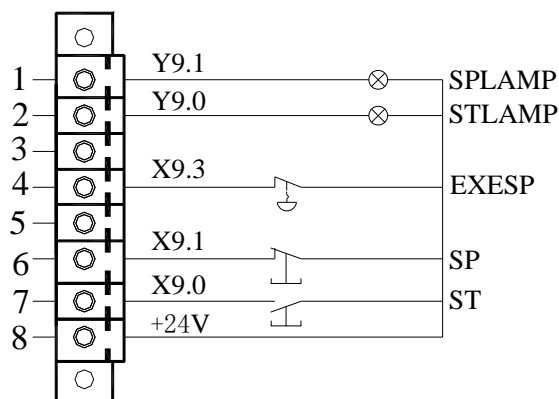 1 Y9.1 SPLAMP
2 Y9.0 STLAMP
3
4 X9.3 EXESP
5
6 X9.1 SP
7 X9.0 ST
8 +24V